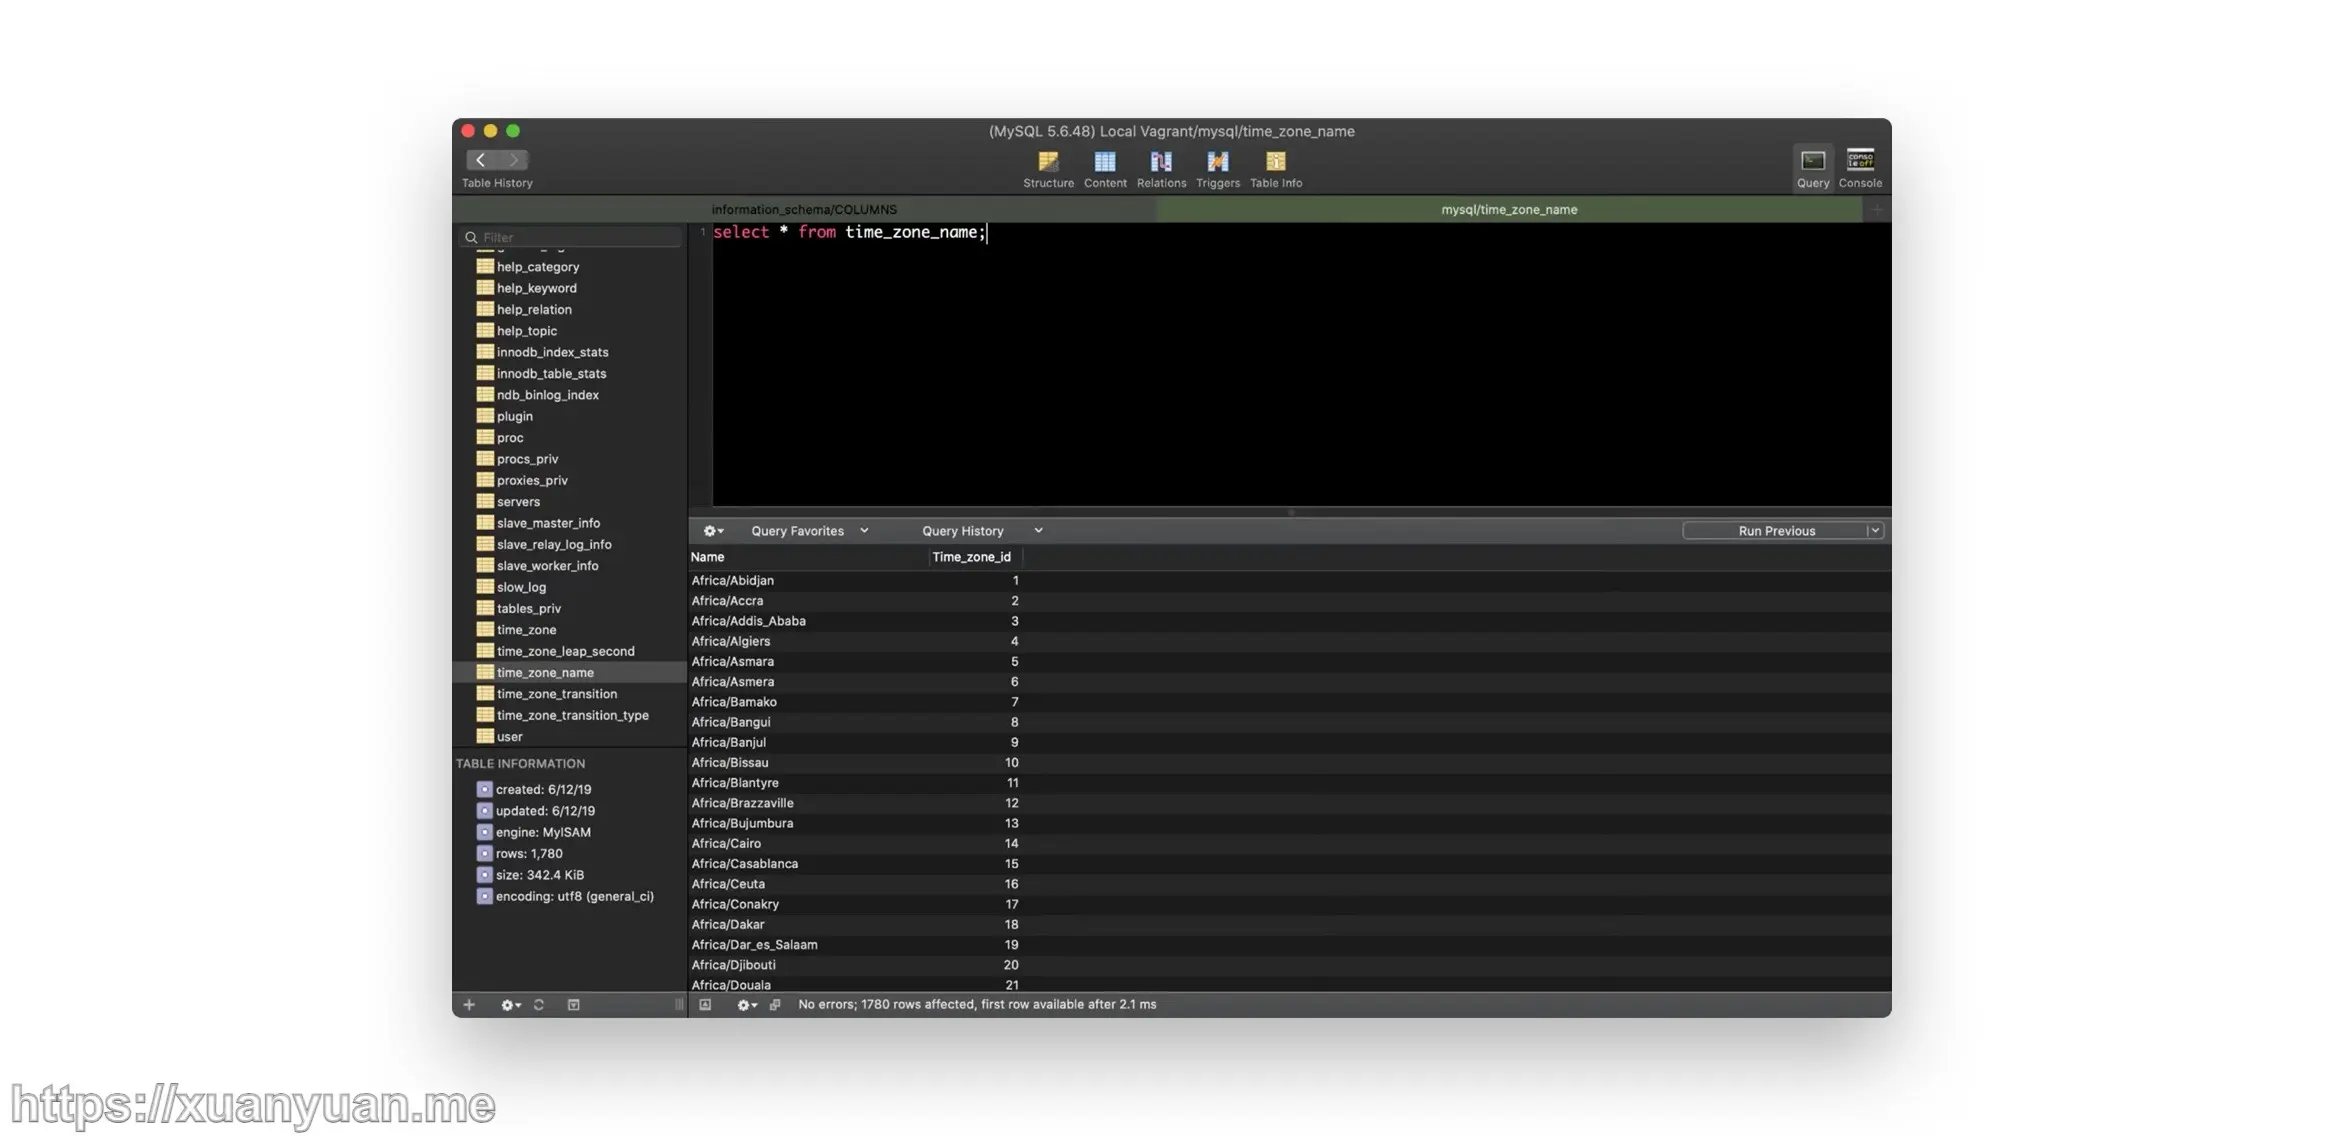 (MySQL 5.6.48) Local Vagrant/mysql/time_zone_name
Table History
Structure
Content
Relations
Triggers
Table Info
Query
Console
information_schema/COLUMNS
mysql/time_zone_name
Filter
help_category
help_keyword
help_relation
help_topic
innodb_index_stats
innodb_table_stats
ndb_binlog_index
plugin
proc
procs_priv
proxies_priv
servers
slave_master_info
slave_relay_log_info
slave_worker_info
slow_log
tables_priv
time_zone
time_zone_leap_second
time_zone_name
time_zone_transition
time_zone_transition_type
user
TABLE INFORMATION
created: 6/12/19
updated: 6/12/19
engine: MyISAM
rows: 1,780
size: 342.4 KiB
encoding: utf8 (general_ci)
1 select * from time_zone_name;
Query Favorites
Query History
Run Previous
Name Time_zone_id
Africa/Abidjan 1
Africa/Accra 2
Africa/Addis_Ababa 3
Africa/Algiers 4
Africa/Asmara 5
Africa/Asmera 6
Africa/Bamako 7
Africa/Bangui 8
Africa/Banjul 9
Africa/Bissau 10
Africa/Blantyre 11
Africa/Brazzaville 12
Africa/Bujumbura 13
Africa/Cairo 14
Africa/Casablanca 15
Africa/Ceuta 16
Africa/Conakry 17
Africa/Dakar 18
Africa/Dar_es_Salaam 19
Africa/Djibouti 20
Africa/Douala 21
No errors; 1780 rows affected, first row available after 2.1 ms
https://xuanyuan.me